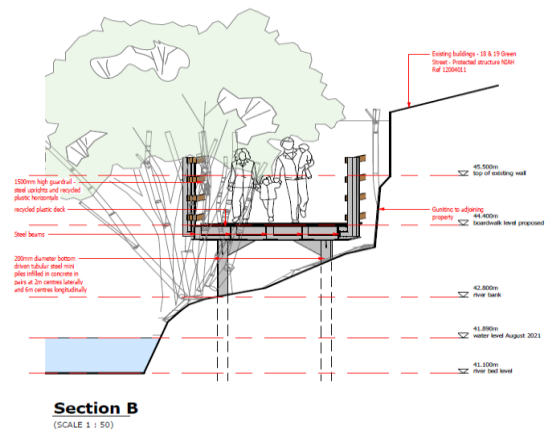 Existing buildings - 18 & 19 Green
Street - Protected structure NIAH
Ref 12004011
1500mm high guardrail -
steel uprights and recycled
plastic horizontals
recycled plastic deck
Steel beams
200mm diameter bottom
driven tubular steel mini
piles infilled in concrete in
pairs at 2m centres laterally
and 6m centres longitudinally
45.500m
top of existing wall
Guniting to adjoining
property
44.400m
boardwalk level proposed
42.800m
river bank
41.890m
water level August 2021
41.100m
river bed level
Section B
(SCALE 1 : 50)